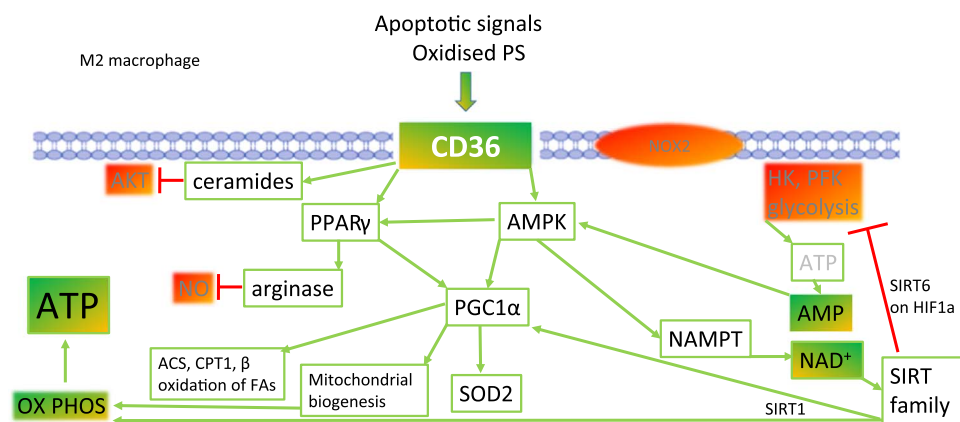 Apoptotic signals
Oxidised PS
M2 macrophage
CD36
NOX2
AKT
ceramides
HK, PFK
glycolysis
PPARγ
AMPK
ATP
NO
arginase
SIRT6
on HIF1a
ATP
PGC1α
AMP
NAMPT
NAD⁺
ACS, CPT1, β
oxidation of FAs
Mitochondrial
biogenesis
SOD2
SIRT
family
OX PHOS
SIRT1